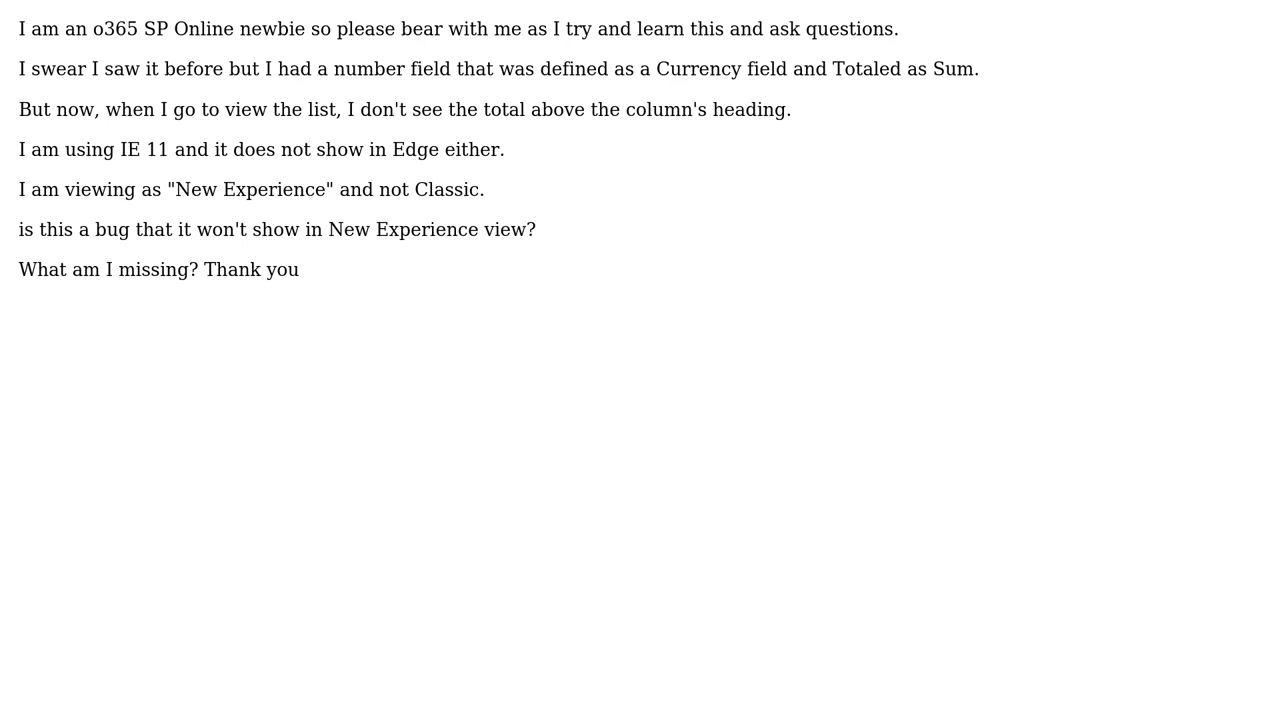 I am an o365 SP Online newbie so please bear with me as I try and learn this and ask questions.
I swear I saw it before but I had a number field that was defined as a Currency field and Totaled as Sum.
But now, when I go to view the list, I don't see the total above the column's heading.
I am using IE 11 and it does not show in Edge either.
I am viewing as "New Experience" and not Classic.
is this a bug that it won't show in New Experience view?
What am I missing? Thank you